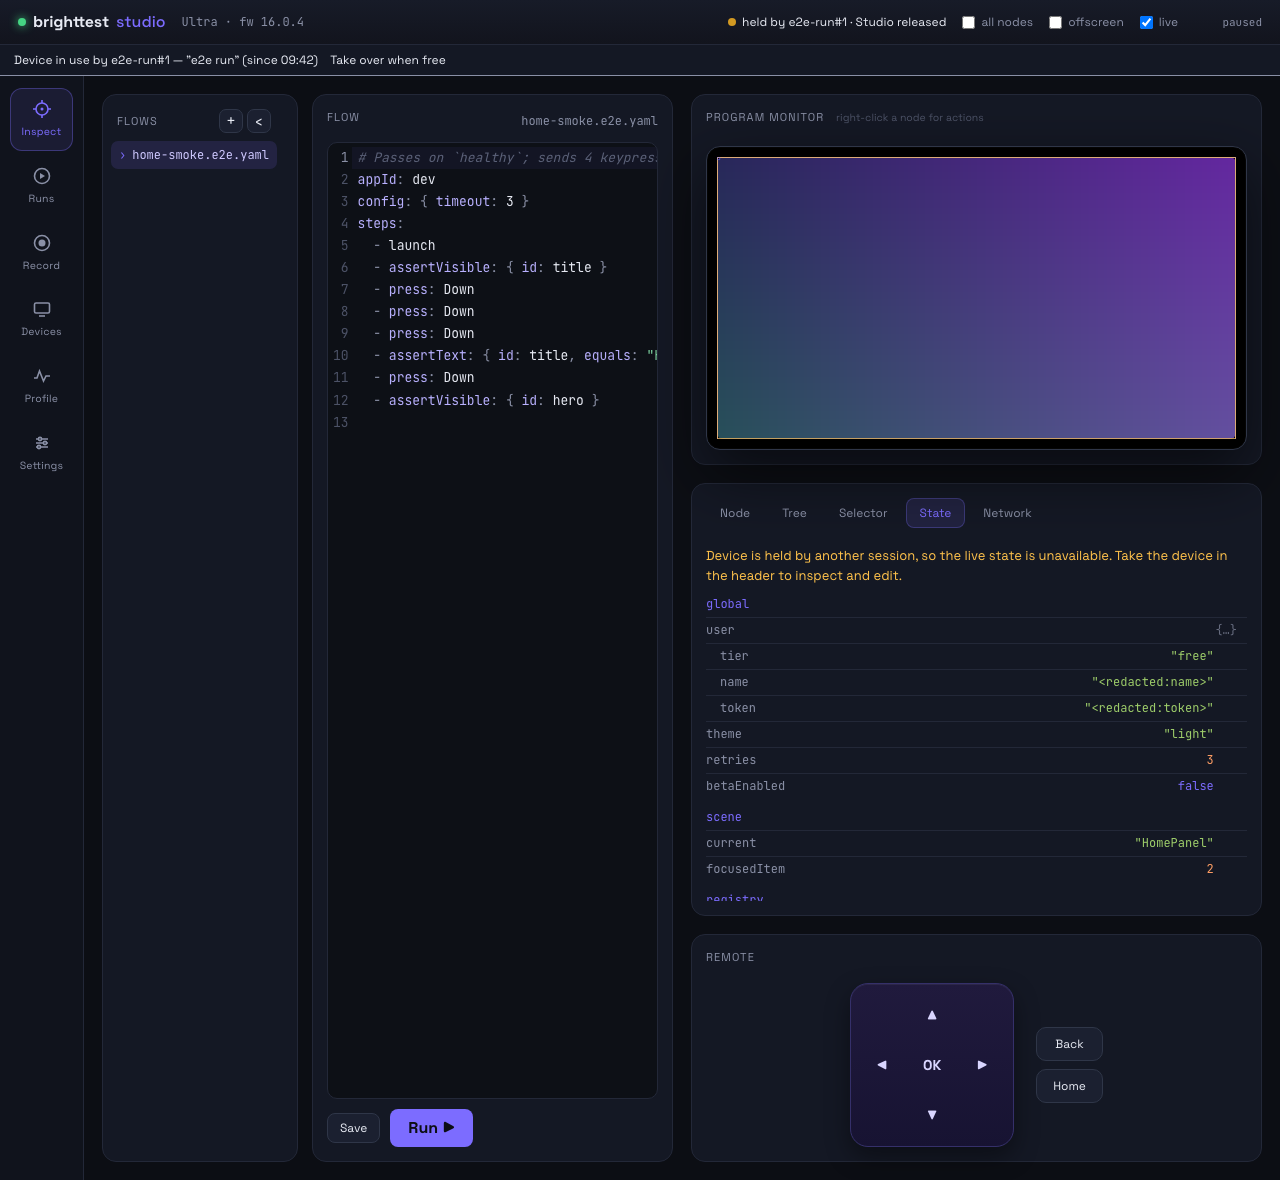 brighttest studio Ultra · fw 16.0.4
held by e2e-run#1 · Studio released all nodes offscreen live paused
Device in use by e2e-run#1 — "e2e run" (since 09:42) Take over when free
Inspect
Runs
Record
Devices
Profile
Settings
FLOWS + <
› home-smoke.e2e.yaml
FLOW home-smoke.e2e.yaml
1 # Passes on `healthy`; sends 4 keypres
2 appId: dev
3 config: { timeout: 3 }
4 steps:
5 - launch
6 - assertVisible: { id: title }
7 - press: Down
8 - press: Down
9 - press: Down
10 - assertText: { id: title, equals: "
11 - press: Down
12 - assertVisible: { id: hero }
13
Save Run ▶
PROGRAM MONITOR right-click a node for actions
Node Tree Selector State Network
Device is held by another session, so the live state is unavailable. Take the device in
the header to inspect and edit.
global
user {…}
tier "free"
name "<redacted:name>"
token "<redacted:token>"
theme "light"
retries 3
betaEnabled false
scene
current "HomePanel"
focusedItem 2
registry
REMOTE
▲
◀ OK ▶
▼
Back
Home